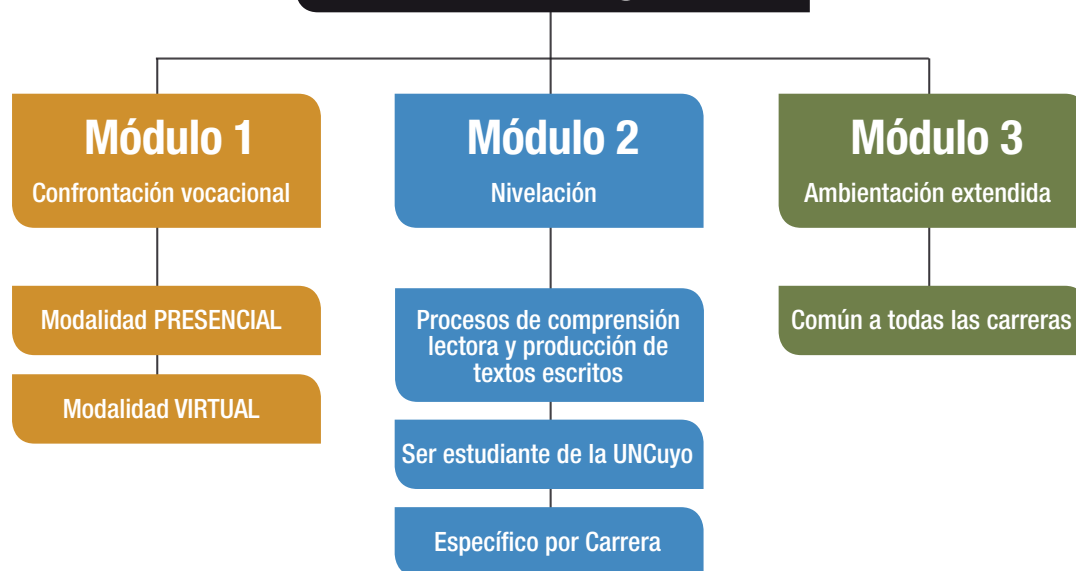 Módulo 1
Confrontación vocacional
Modalidad PRESENCIAL
Modalidad VIRTUAL
Módulo 2
Nivelación
Procesos de comprensión
lectora y producción de
textos escritos
Ser estudiante de la UNCuyo
Específico por Carrera
Módulo 3
Ambientación extendida
Común a todas las carreras